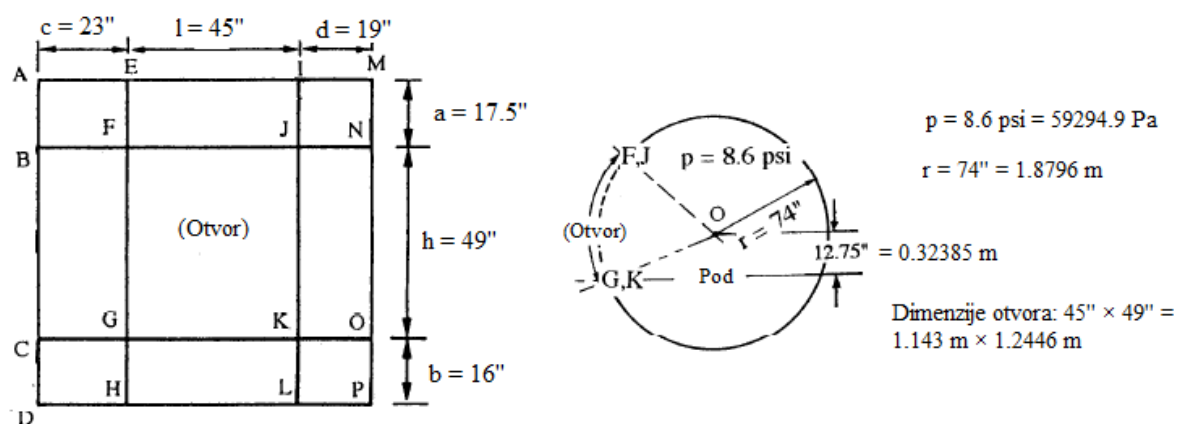 c = 23" l = 45" d = 19"
A E I M
F J N
a = 17.5"
B
(Otvor)
h = 49"
G K O
C
b = 16"
H L P
D
F,J p = 8.6 psi
O
r = 74"
(Otvor)
12.75" = 0.32385 m
G,K Pod
p = 8.6 psi = 59294.9 Pa
r = 74" = 1.8796 m
Dimenzije otvora: 45" × 49" =
1.143 m × 1.2446 m